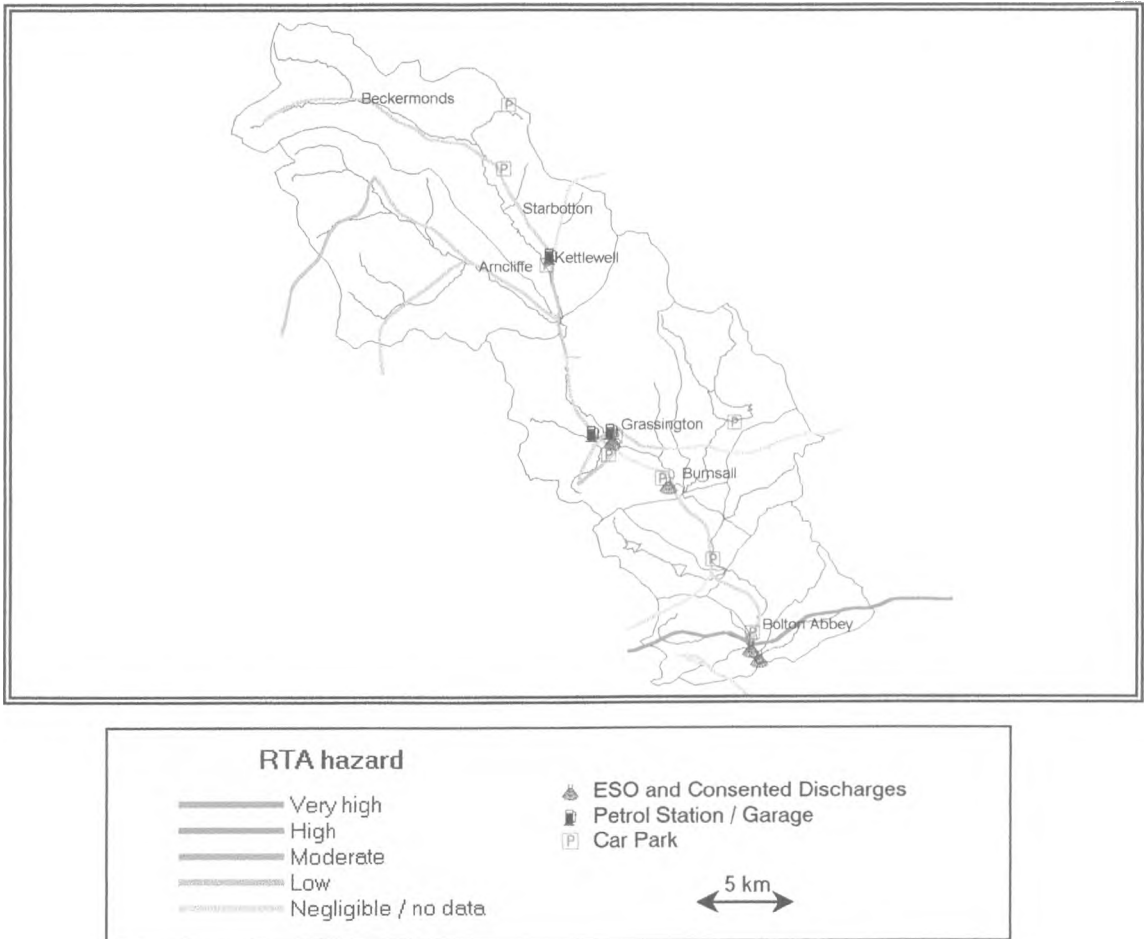 Beckermonds
P
P
Starbotton
Arncliffe
Kettlewell
Grassington
P
P
P
Burnsall
P
P
Bolton Abbey
RTA hazard
Very high
High
Moderate
Low
Negligible / no data
ESO and Consented Discharges
Petrol Station / Garage
P Car Park
5 km